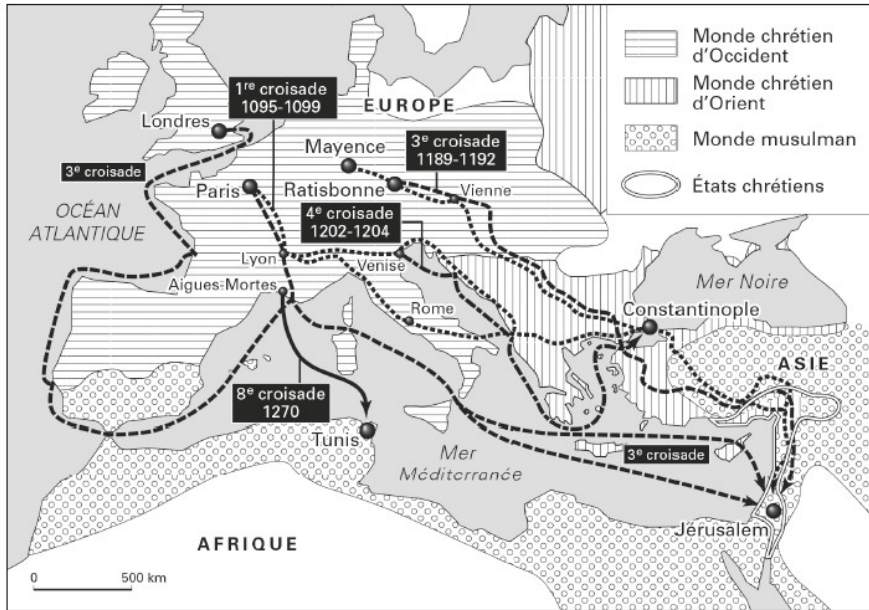 1re croisade
1095-1099
EUROPE
Londres
Mayence
3e croisade
1189-1192
3e croisade
Paris
Ratisbonne
Vienne
OCÉAN
ATLANTIQUE
4e croisade
1202-1204
Lyon
Venise
Mer Noire
Aigues-Mortes
Rome
Constantinople
ASIE
8e croisade
1270
Tunis
Mer
Méditerranée
3e croisade
Jérusalem
AFRIQUE
0 500 km
Monde chrétien
d'Occident
Monde chrétien
d'Orient
Monde musulman
États chrétiens